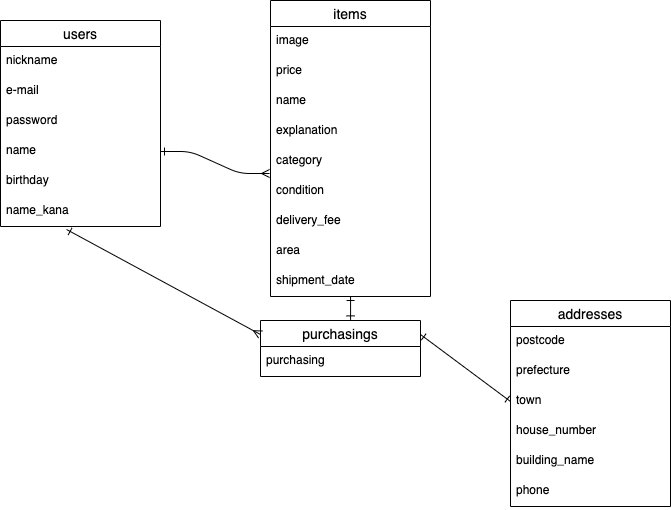 users
nickname
e-mail
password
name
birthday
name_kana
items
image
price
name
explanation
category
condition
delivery_fee
area
shipment_date
purchasings
purchasing
addresses
postcode
prefecture
town
house_number
building_name
phone